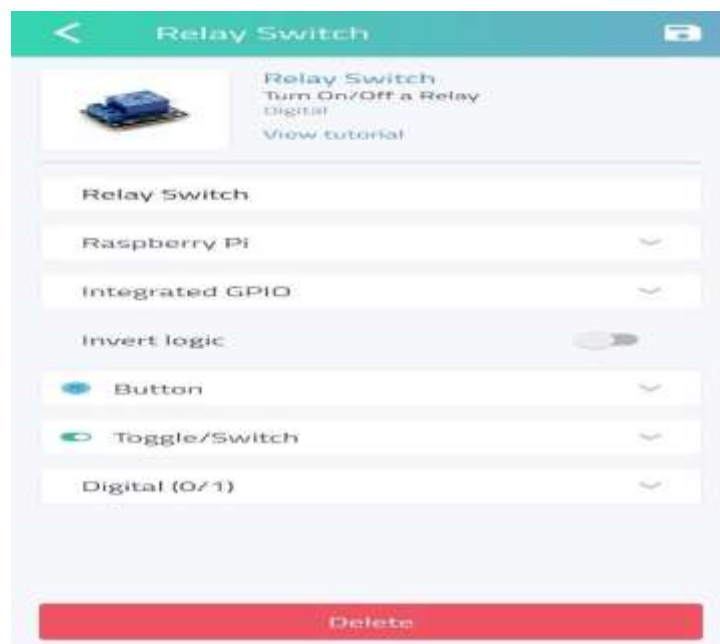 Relay Switch
Relay Switch
Turn On/Off a Relay
Digital
View tutorial
Relay Switch
Raspberry Pi
Integrated GPIO
Invert logic
Button
Toggle/Switch
Digital (0/1)
Delete